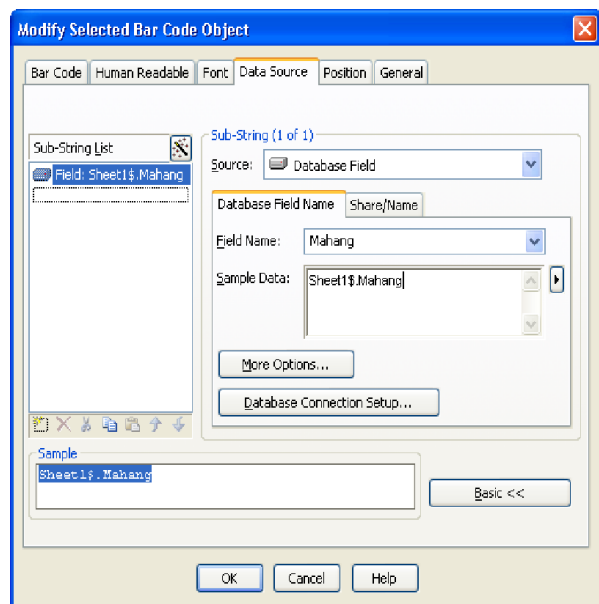 Modify Selected Bar Code Object
Bar Code Human Readable Font Data Source Position General
Sub-String List
Field: Sheet1$.Mahang
Sub-String (1 of 1)
Source: Database Field
Database Field Name Share/Name
Field Name: Mahang
Sample Data: Sheet1$.Mahang
More Options...
Database Connection Setup...
Sample
Sheet1$.Mahang
Basic <<
OK Cancel Help